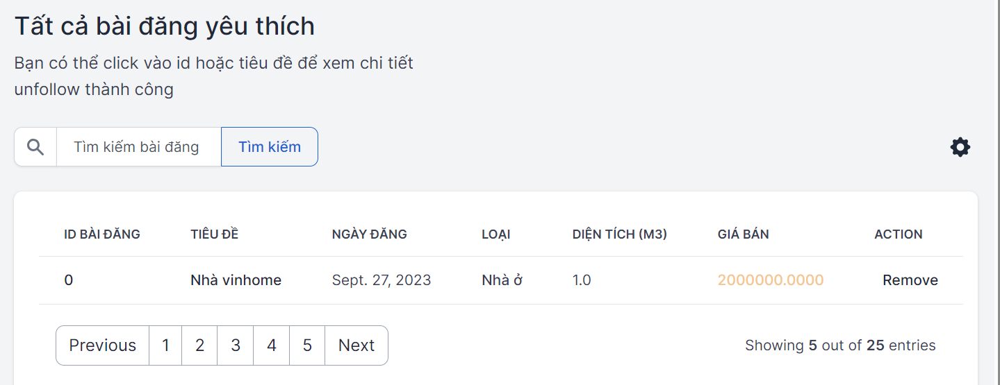 Tất cả bài đăng yêu thích
Bạn có thể click vào id hoặc tiêu đề để xem chi tiết
unfollow thành công
Tìm kiếm bài đăng Tìm kiếm
ID BÀI ĐĂNG TIÊU ĐỀ NGÀY ĐĂNG LOẠI DIỆN TÍCH (M3) GIÁ BÁN ACTION
0 Nhà vinhome Sept. 27, 2023 Nhà ở 1.0 2000000.0000 Remove
Previous 1 2 3 4 5 Next Showing 5 out of 25 entries